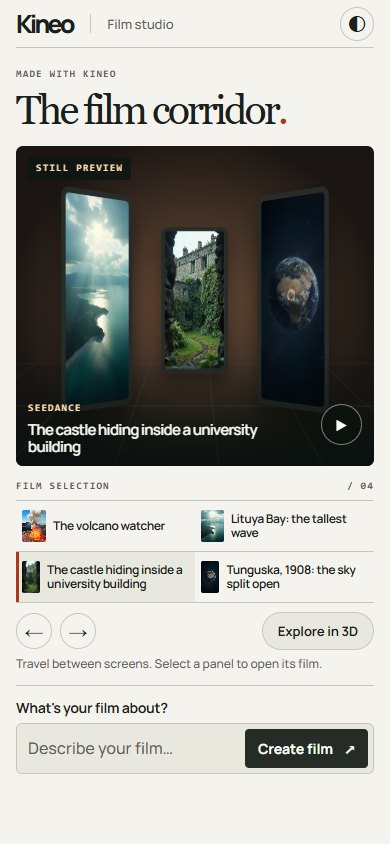 Kineo
Film studio
MADE WITH KINEO
The film corridor.
STILL PREVIEW
SEEDANCE
The castle hiding inside a university
building
FILM SELECTION
/ 04
The volcano watcher
Lituya Bay: the tallest
wave
The castle hiding inside a
university building
Tunguska, 1908: the sky
split open
← →
Explore in 3D
Travel between screens. Select a panel to open its film.
What's your film about?
Describe your film...
Create film ↗